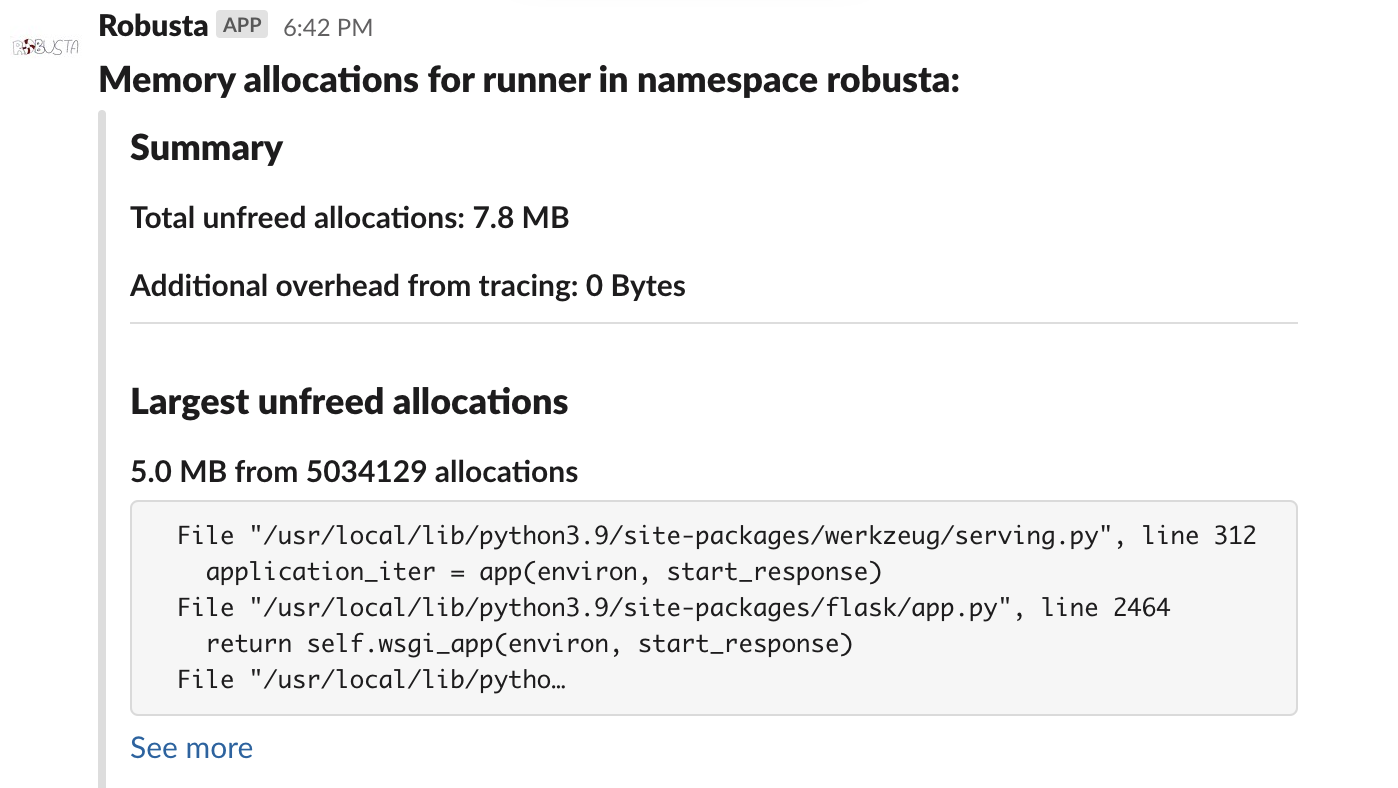 ROBUSTA
Robusta APP 6:42 PM
Memory allocations for runner in namespace robusta:
Summary
Total unfreed allocations: 7.8 MB
Additional overhead from tracing: 0 Bytes
Largest unfreed allocations
5.0 MB from 5034129 allocations
File "/usr/local/lib/python3.9/site-packages/werkzeug/serving.py", line 312
application_iter = app(environ, start_response)
File "/usr/local/lib/python3.9/site-packages/flask/app.py", line 2464
return self.wsgi_app(environ, start_response)
File "/usr/local/lib/pytho…
See more